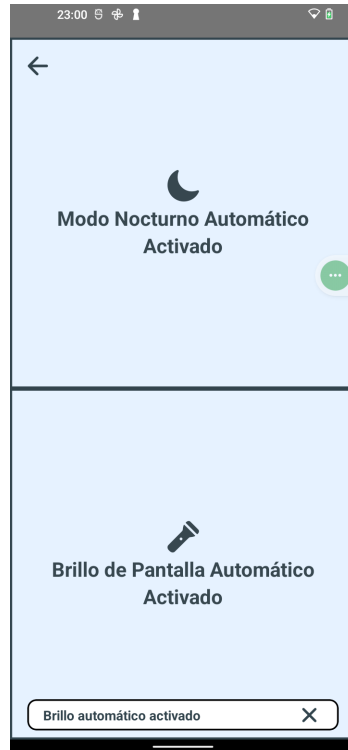 23:00
Modo Nocturno Automático
Activado
Brillo de Pantalla Automático
Activado
Brillo automático activado